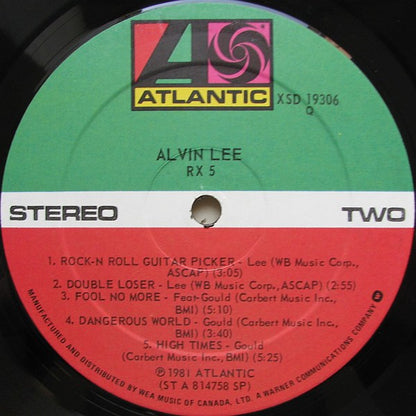 ATLANTIC
XSD 19306
Q
ALVIN LEE
RX 5
STEREO
TWO
1. ROCK-N ROLL GUITAR PICKER - Lee (WB Music Corp.,
ASCAP) (3:05)
2. DOUBLE LOSER - Lee (WB Music Corp., ASCAP) (2:55)
3. FOOL NO MORE - Feat-Gould (Carbert Music Inc.,
BMI) (5:10)
4. DANGEROUS WORLD - Gould (Carbert Music Inc.,
BMI) (3:40)
5. HIGH TIMES - Gould
(Carbert Music Inc., BMI) (5:25)
℗ 1981 ATLANTIC
(ST A 814758 SP)
MANUFACTURED AND DISTRIBUTED BY WEA MUSIC OF CANADA, LTD. A WARNER COMMUNICATIONS COMPANY